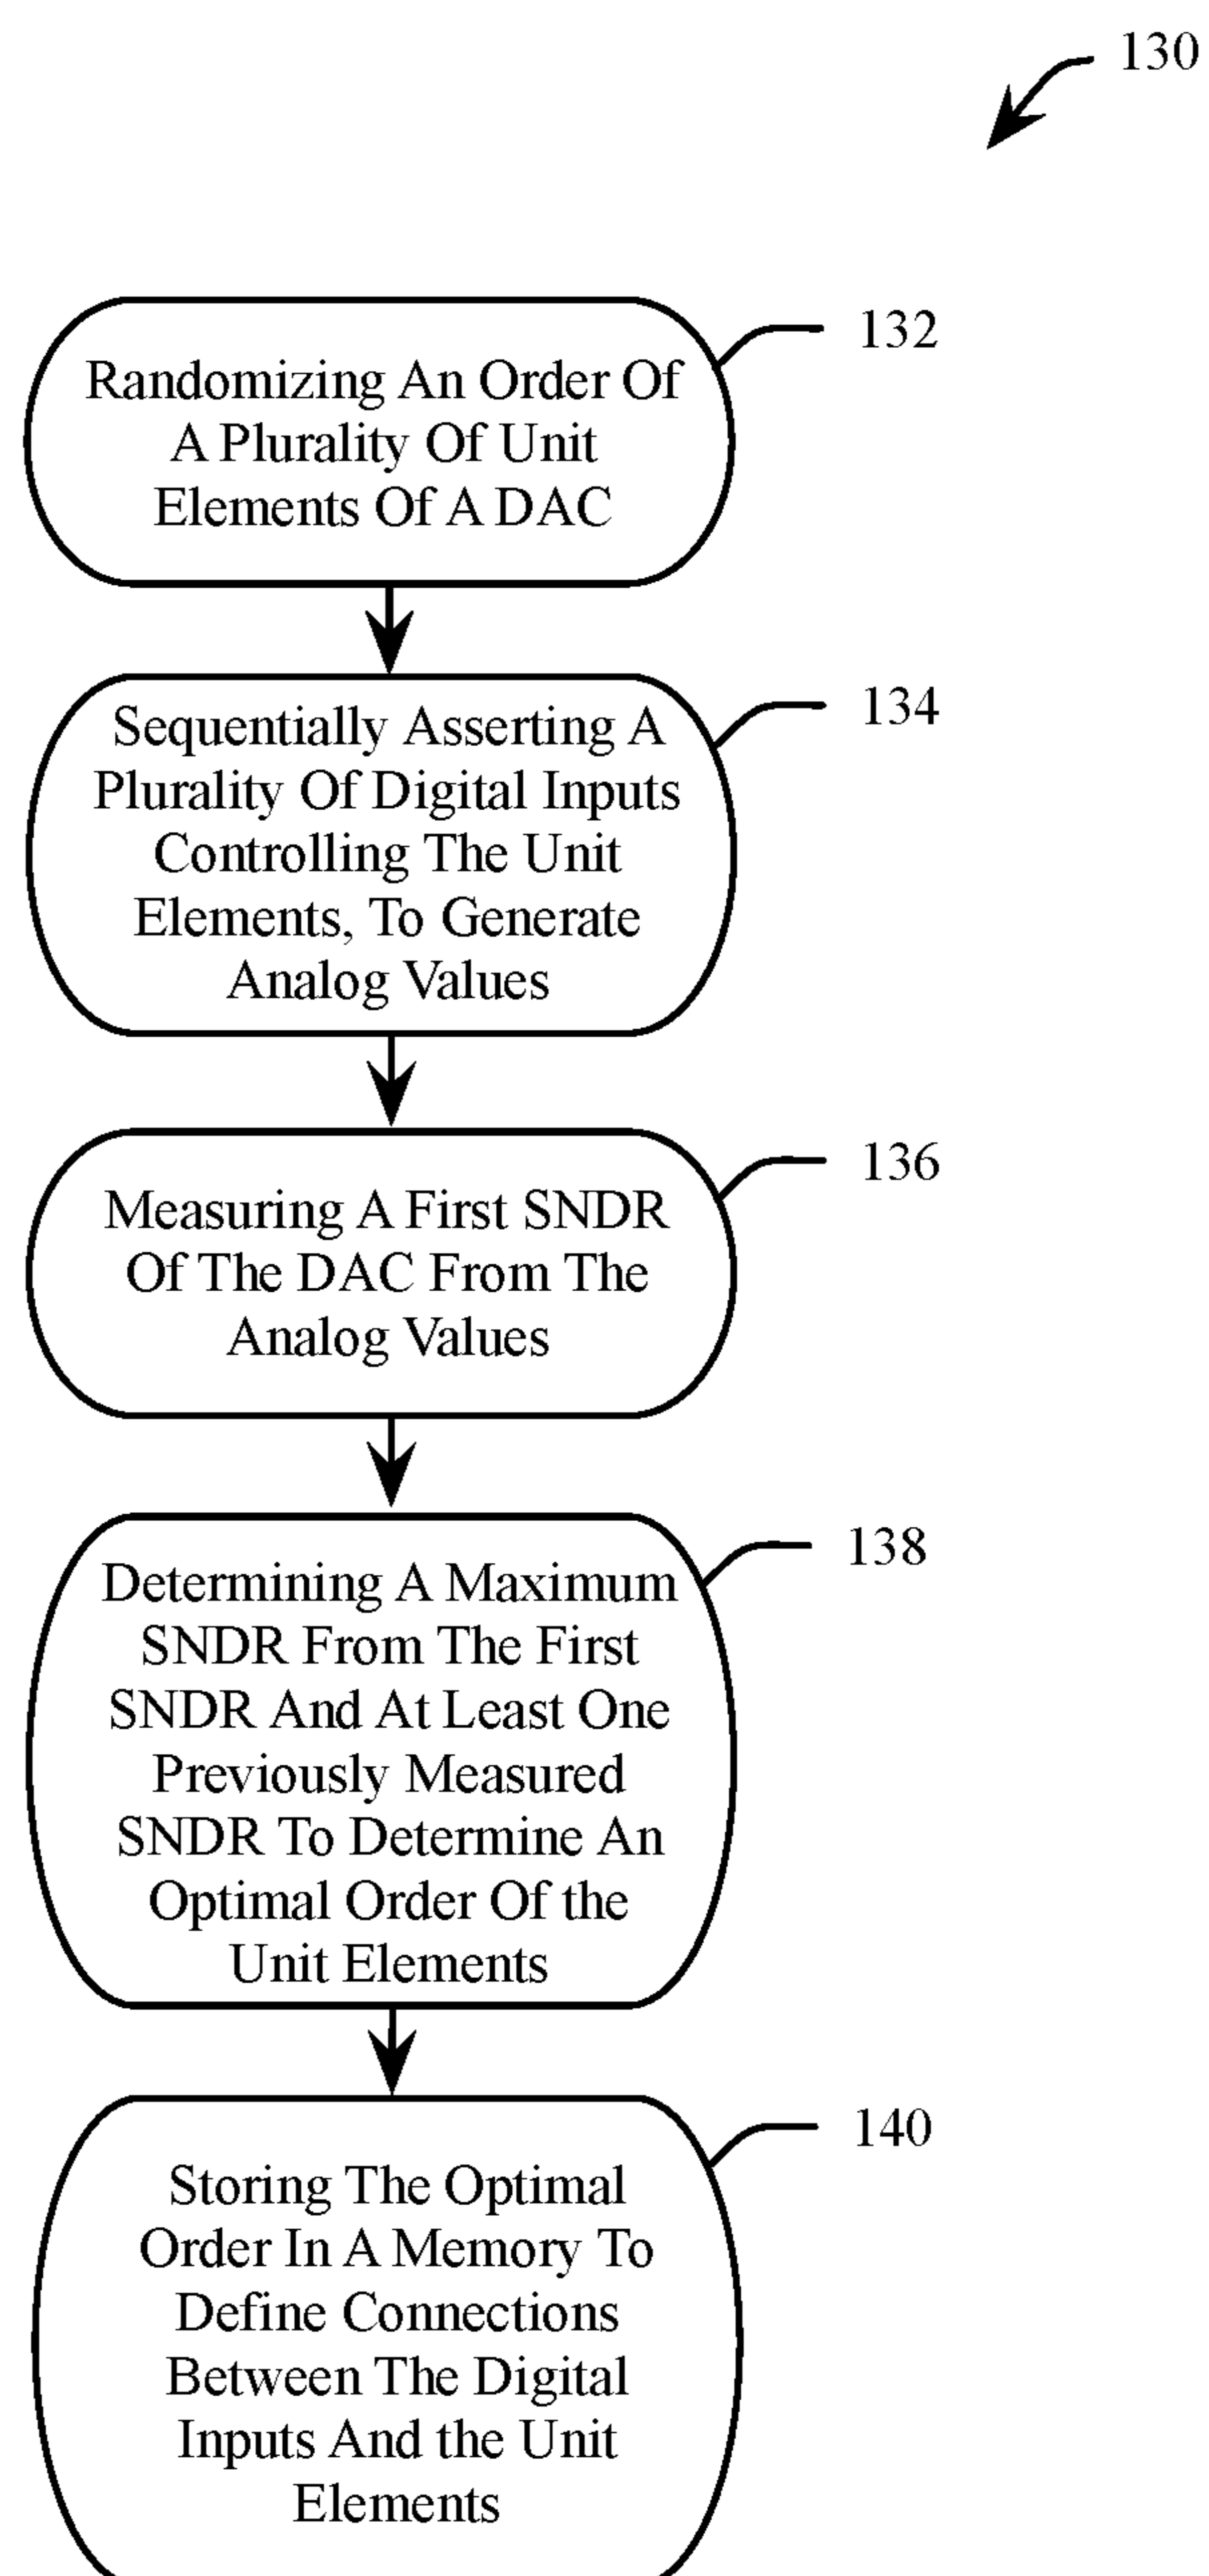 130
132
Randomizing An Order Of
A Plurality Of Unit
Elements Of A DAC
134
Sequentially Asserting A
Plurality Of Digital Inputs
Controlling The Unit
Elements, To Generate
Analog Values
136
Measuring A First SNDR
Of The DAC From The
Analog Values
138
Determining A Maximum
SNDR From The First
SNDR And At Least One
Previously Measured
SNDR To Determine An
Optimal Order Of the
Unit Elements
140
Storing The Optimal
Order In A Memory To
Define Connections
Between The Digital
Inputs And the Unit
Elements